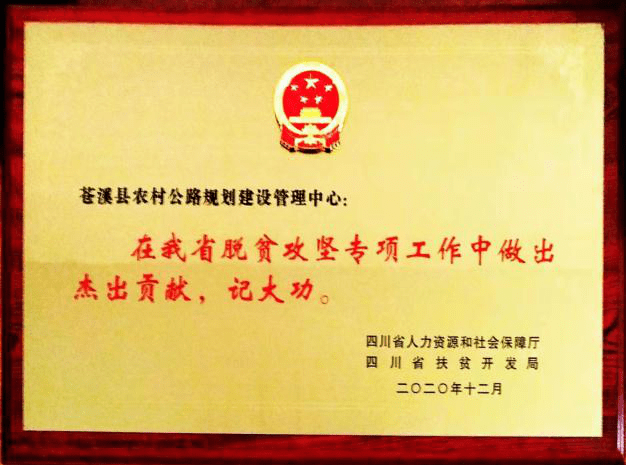 苍溪县农村公路规划建设管理中心：
在我省脱贫攻坚专项工作中做出
杰出贡献，记大功。
四川省人力资源和社会保障厅
四川省扶贫开发局
二〇二〇年十二月